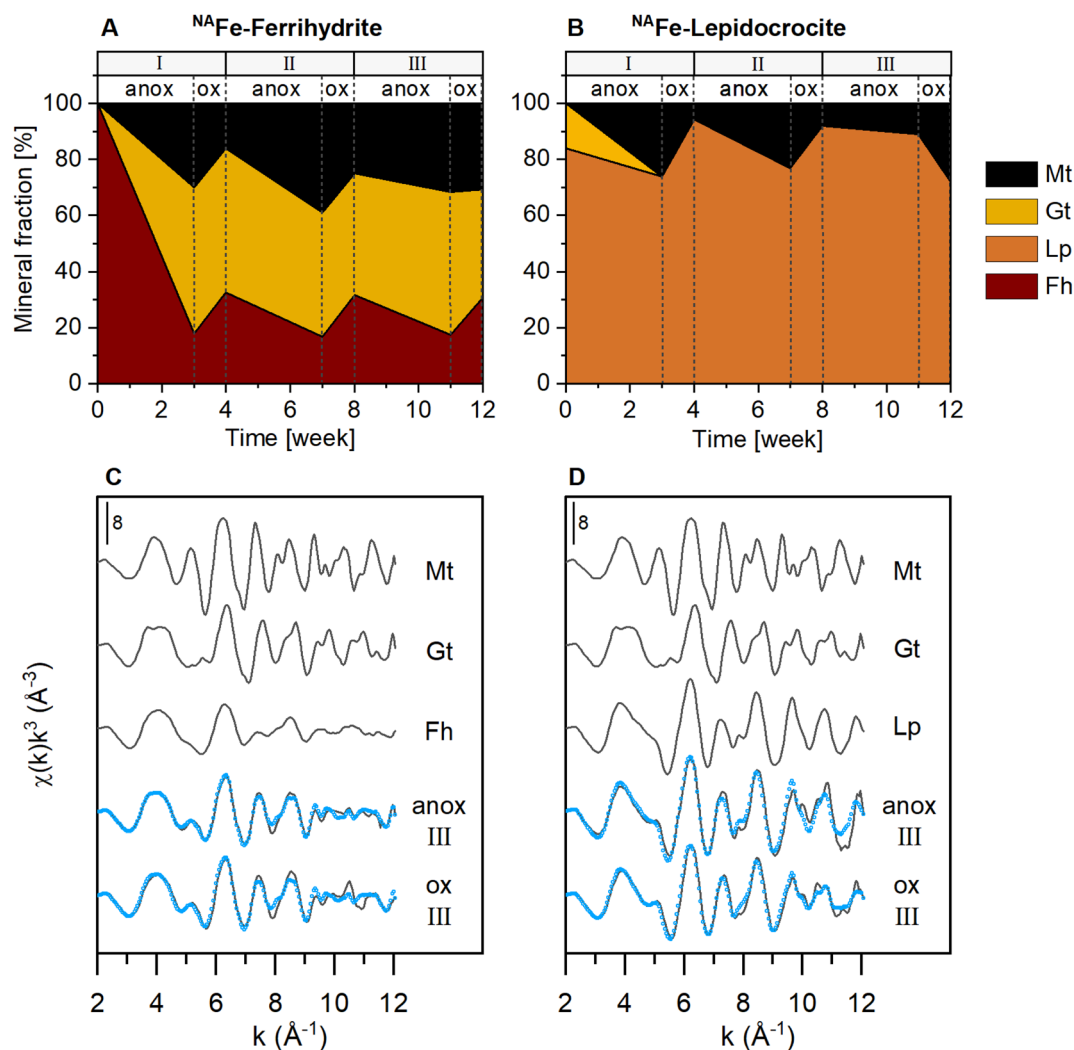 A
ᴺᴬFe-Ferrihydrite
I II III
anox ox anox ox anox ox
Mineral fraction [%]
100
80
60
40
20
0
0 2 4 6 8 10 12
Time [week]
B
ᴺᴬFe-Lepidocrocite
I II III
anox ox anox ox anox ox
100
80
60
40
20
0
0 2 4 6 8 10 12
Time [week]
Mt
Gt
Lp
Fh
C
8
χ(k)k³ (Å⁻³)
Mt
Gt
Fh
anox
III
ox
III
2 4 6 8 10 12
k (Å⁻¹)
D
8
Mt
Gt
Lp
anox
III
ox
III
2 4 6 8 10 12
k (Å⁻¹)